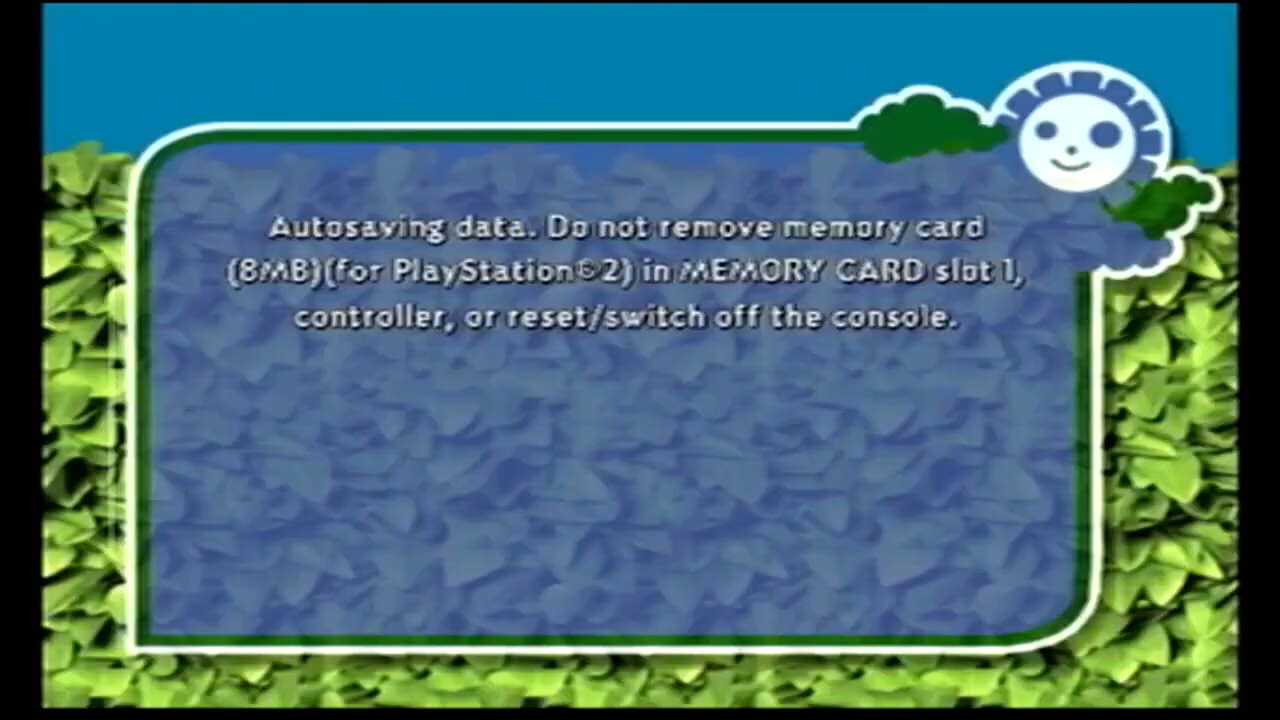 Autosaving data. Do not remove memory card
(8MB)(for PlayStation©2) in MEMORY CARD slot 1,
controller, or reset/switch off the console.